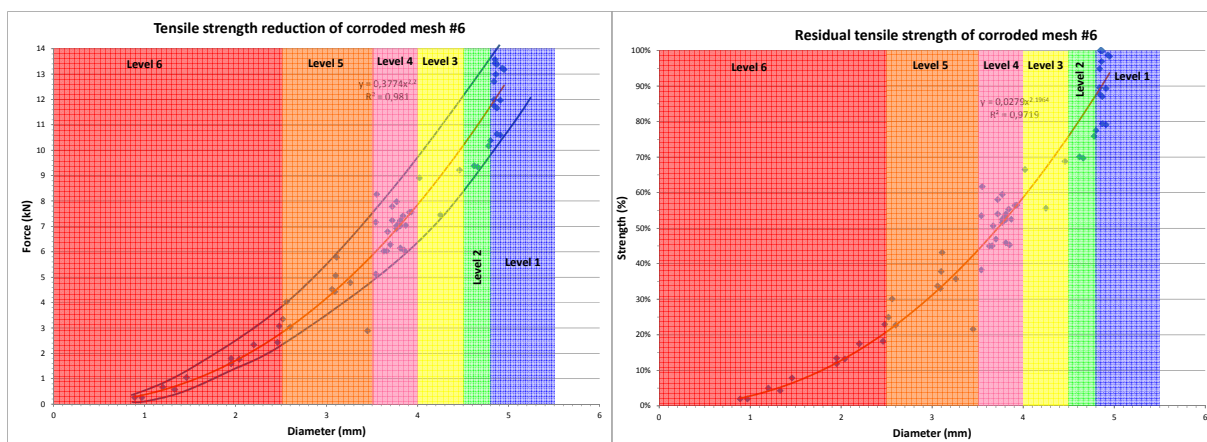 Tensile strength reduction of corroded mesh #6
14
13
12
11
10
9
8
7
6
5
4
3
2
1
0
Force (kN)
Level 6
Level 5
Level 4
Level 3
Level 2
Level 1
y = 0,3774x^2,2
R² = 0,981
0 1 2 3 4 5 6
Diameter (mm)
Residual tensile strength of corroded mesh #6
100%
90%
80%
70%
60%
50%
40%
30%
20%
10%
0%
Strength (%)
Level 6
Level 5
Level 4
Level 3
Level 2
Level 1
y = 0,0279x^2,1964
R² = 0,9719
0 1 2 3 4 5 6
Diameter (mm)